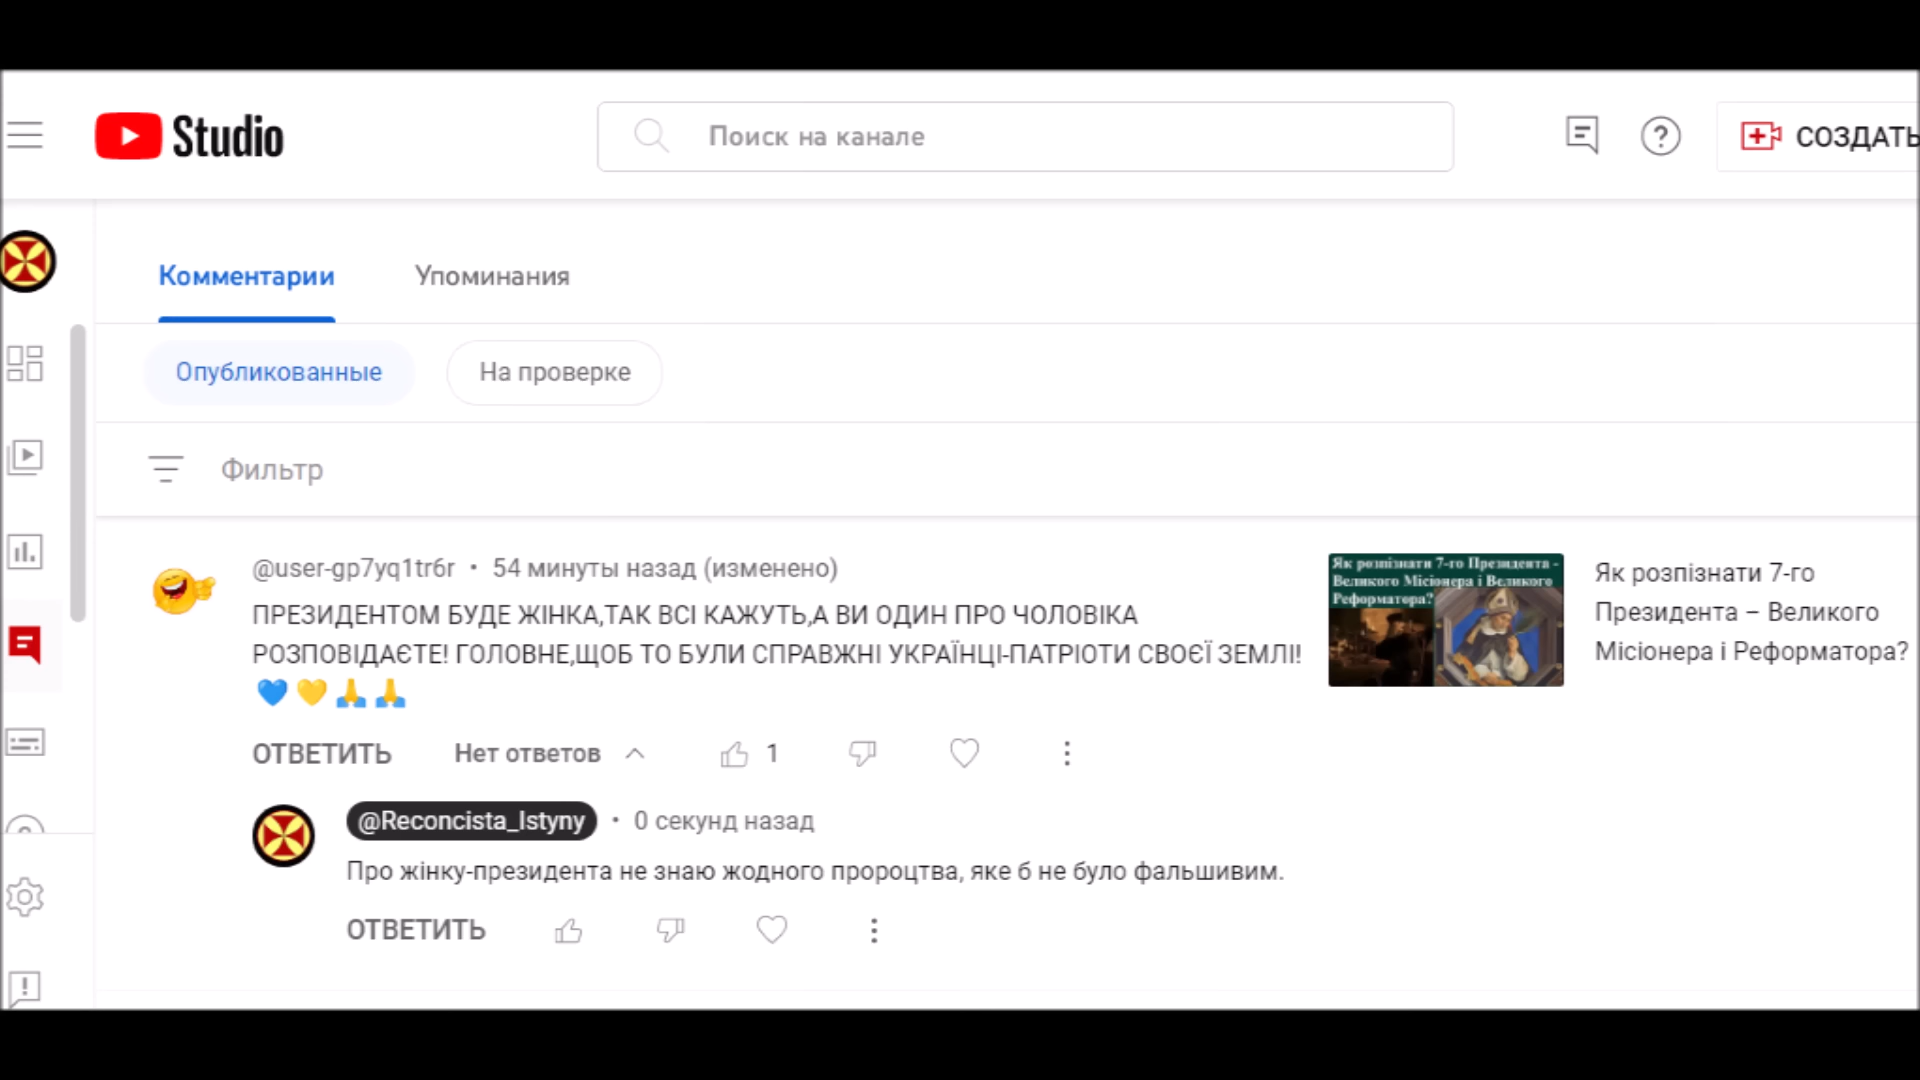 Studio
Поиск на канале
СОЗДАТЬ
Комментарии
Упоминания
Опубликованные
На проверке
Фильтр
@user-gp7yq1tr6r • 54 минуты назад (изменено)
ПРЕЗИДЕНТОМ БУДЕ ЖІНКА,ТАК ВСІ КАЖУТЬ,А ВИ ОДИН ПРО ЧОЛОВІКА
РОЗПОВІДАЄТЕ! ГОЛОВНЕ,ЩОБ ТО БУЛИ СПРАВЖНІ УКРАЇНЦІ-ПАТРІОТИ СВОЄЇ ЗЕМЛІ!
💙 💛 🙏 🙏
Як розпізнати 7-го Президента -
Великого Місіонера і Великого
Реформатора?
Як розпізнати 7-го
Президента – Великого
Місіонера і Реформатора?
ОТВЕТИТЬ
Нет ответов
1
@Reconcista_Istyny • 0 секунд назад
Про жінку-президента не знаю жодного пророцтва, яке б не було фальшивим.
ОТВЕТИТЬ